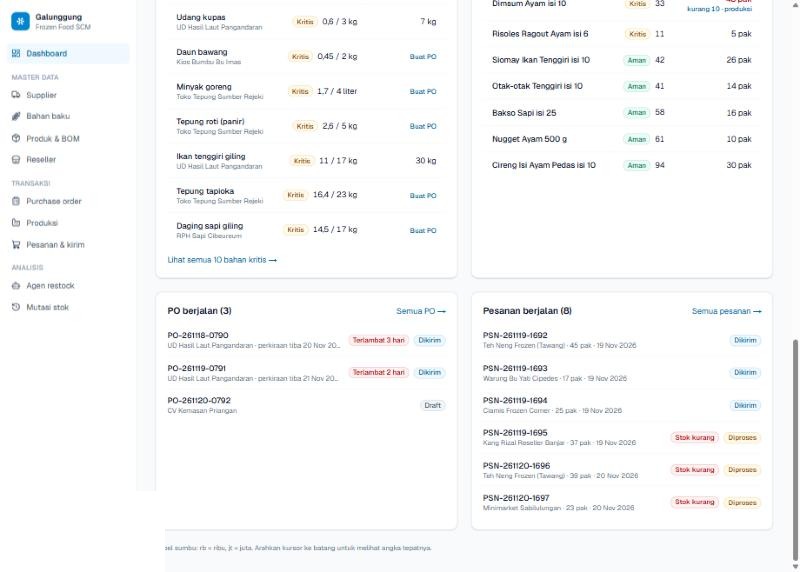 Galunggung
Frozen Food SCM
Dashboard
MASTER DATA
Supplier
Bahan baku
Produk & BOM
Reseller
TRANSAKSI
Purchase order
Produksi
Pesanan & kirim
ANALISIS
Agen restock
Mutasi stok
Udang kupas
UD Hasil Laut Pangandaran
Kritis 0,6 / 3 kg 7 kg
Daun bawang
Kios Bumbu Bu Imas
Kritis 0,45 / 2 kg Buat PO
Minyak goreng
Toko Tepung Sumber Rejeki
Kritis 1,7 / 4 liter Buat PO
Tepung roti (panir)
Toko Tepung Sumber Rejeki
Kritis 2,6 / 5 kg Buat PO
Ikan tenggiri giling
UD Hasil Laut Pangandaran
Kritis 11 / 17 kg 30 kg
Tepung tapioka
Toko Tepung Sumber Rejeki
Kritis 16,4 / 23 kg Buat PO
Daging sapi giling
RPH Sapi Cibeureum
Kritis 14,5 / 17 kg Buat PO
Lihat semua 10 bahan kritis →
Dimsum Ayam isi 10 Kritis 33
kurang 10 · produksi
Risoles Ragout Ayam isi 6 Kritis 11 5 pak
Siomay Ikan Tenggiri isi 10 Aman 42 26 pak
Otak-otak Tenggiri isi 10 Aman 41 14 pak
Bakso Sapi isi 25 Aman 58 16 pak
Nugget Ayam 500 g Aman 61 10 pak
Cireng Isi Ayam Pedas isi 10 Aman 94 30 pak
PO berjalan (3) Semua PO →
PO-261118-0790
UD Hasil Laut Pangandaran · perkiraan tiba 20 Nov 20...
Terlambat 3 hari Dikirim
PO-261119-0791
UD Hasil Laut Pangandaran · perkiraan tiba 21 Nov 20...
Terlambat 2 hari Dikirim
PO-261120-0792
CV Kemasan Priangan
Draft
Pesanan berjalan (8) Semua pesanan →
PSN-261119-1692
Teh Neng Frozen (Tawang) · 45 pak · 19 Nov 2026
Dikirim
PSN-261119-1693
Warung Bu Yati Cipedes · 17 pak · 19 Nov 2026
Dikirim
PSN-261119-1694
Ciamis Frozen Corner · 25 pak · 19 Nov 2026
Dikirim
PSN-261119-1695
Kang Rizal Reseller Banjar · 37 pak · 19 Nov 2026
Stok kurang Diproses
PSN-261120-1696
Teh Neng Frozen (Tawang) · 39 pak · 20 Nov 2026
Stok kurang Diproses
PSN-261120-1697
Minimarket Sabilulungan · 23 pak · 20 Nov 2026
Stok kurang Diproses
sumbu: rb = ribu, jt = juta. Arahkan kursor ke batang untuk melihat angka tepatnya.